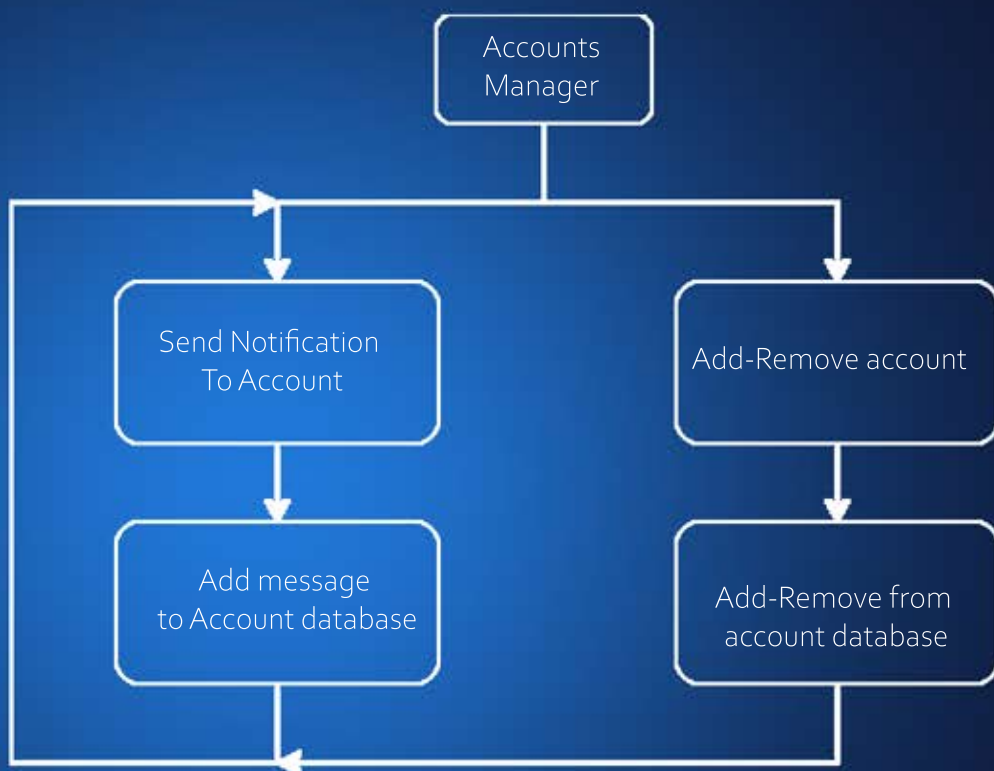 Accounts
Manager
Send Notification
To Account
Add-Remove account
Add message
to Account database
Add-Remove from
account database